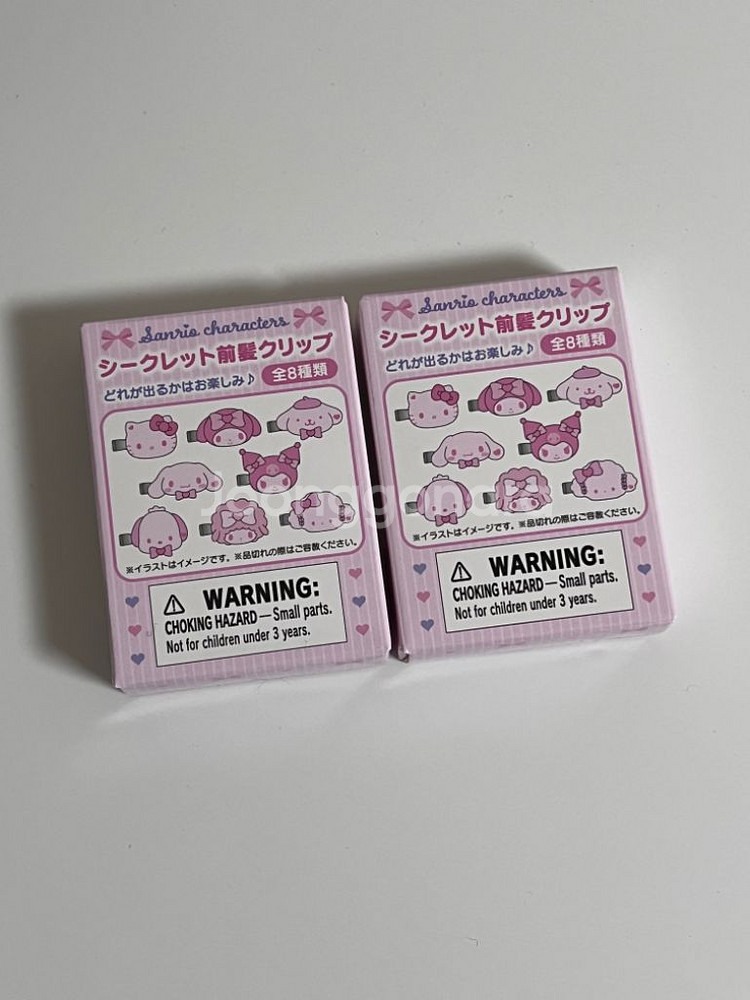 Sanrio characters
シークレット前髪クリップ
どれが出るかはお楽しみ♪ 全8種類
※イラストはイメージです。※品切れの際はご容赦ください。
⚠ WARNING:
CHOKING HAZARD—Small parts.
Not for children under 3 years.
Sanrio characters
シークレット前髪クリップ
どれが出るかはお楽しみ♪ 全8種類
※イラストはイメージです。※品切れの際はご容赦ください。
⚠ WARNING:
CHOKING HAZARD—Small parts.
Not for children under 3 years.
joonggonara